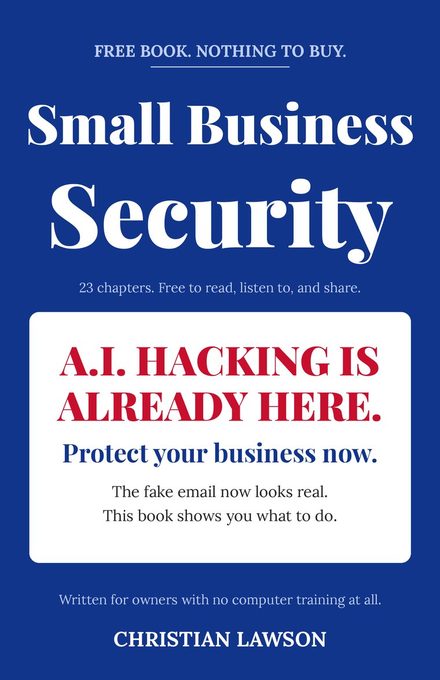 FREE BOOK. NOTHING TO BUY.
Small Business
Security
23 chapters. Free to read, listen to, and share.
A.I. HACKING IS
ALREADY HERE.
Protect your business now.
The fake email now looks real.
This book shows you what to do.
Written for owners with no computer training at all.
CHRISTIAN LAWSON